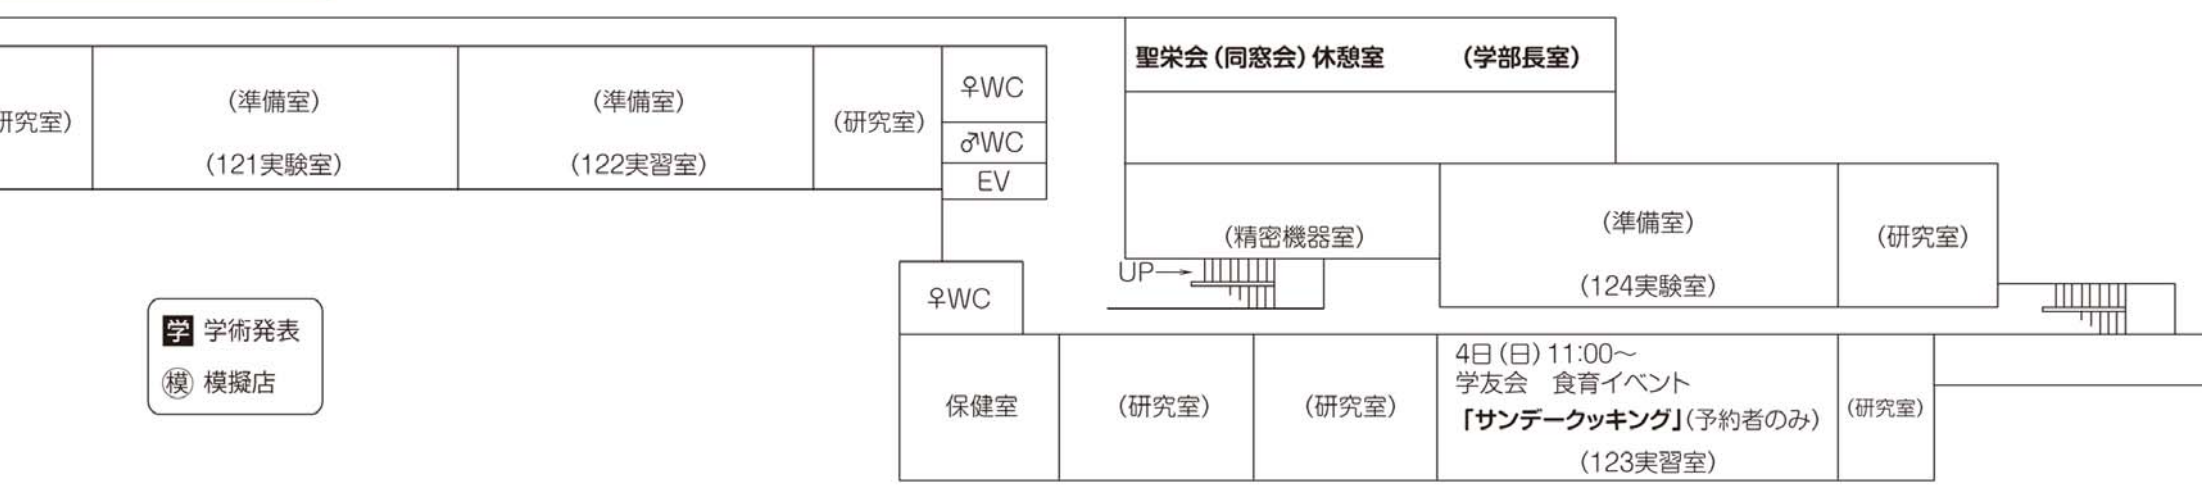 聖栄会(同窓会)休憩室 (学部長室)
研究室)
(準備室)
(121実験室)
(準備室)
(122実習室)
(研究室)
♀WC
♂WC
EV
(精密機器室)
(準備室)
(124実験室)
(研究室)
UP→
♀WC
学 学術発表
模 模擬店
保健室
(研究室)
(研究室)
4日(日)11:00〜
学友会 食育イベント
「サンデークッキング」(予約者のみ)
(123実習室)
(研究室)